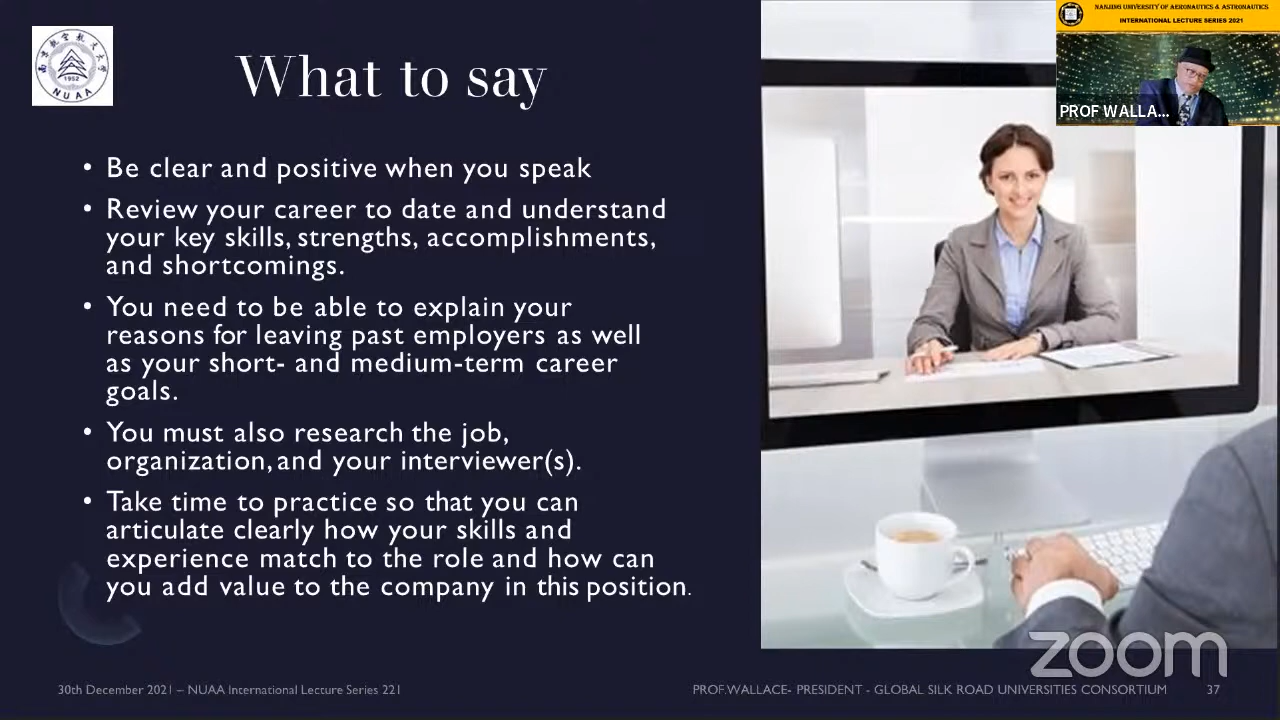 NANJING UNIVERSITY OF AERONAUTICS & ASTRONAUTICS
INTERNATIONAL LECTURE SERIES 2021
PROF WALLA...
1952
NUAA
What to say
• Be clear and positive when you speak
• Review your career to date and understand
your key skills, strengths, accomplishments,
and shortcomings.
• You need to be able to explain your
reasons for leaving past employers as well
as your short- and medium-term career
goals.
• You must also research the job,
organization, and your interviewer(s).
• Take time to practice so that you can
articulate clearly how your skills and
experience match to the role and how can
you add value to the company in this position.
zoom
30th December 2021 – NUAA International Lecture Series 221
PROF.WALLACE- PRESIDENT - GLOBAL SILK ROAD UNIVERSITIES CONSORTIUM
37